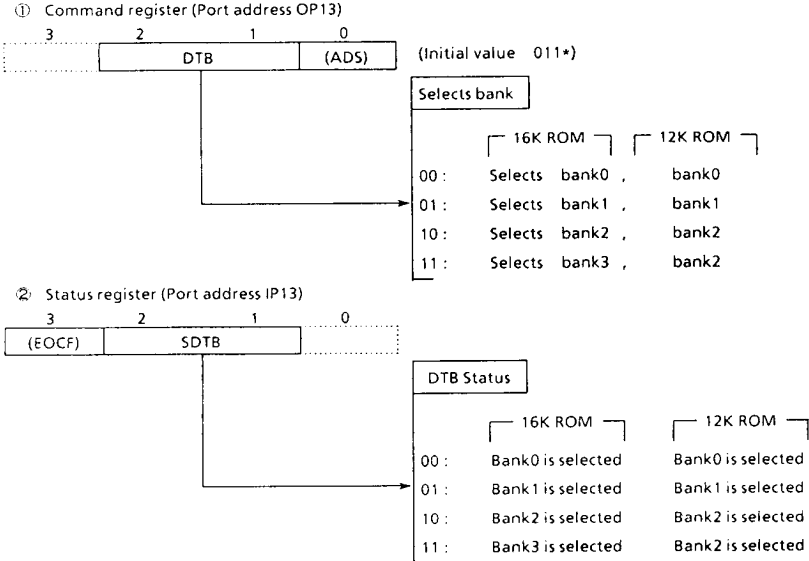 ① Command register (Port address OP13)
3 2 1 0
DTB (ADS) (Initial value 011*)
Selects bank
16K ROM 12K ROM
00 : Selects bank0 , bank0
01 : Selects bank1 , bank1
10 : Selects bank2 , bank2
11 : Selects bank3 , bank2
② Status register (Port address IP13)
3 2 1 0
(EOCF) SDTB
DTB Status
16K ROM 12K ROM
00 : Bank0 is selected Bank0 is selected
01 : Bank1 is selected Bank1 is selected
10 : Bank2 is selected Bank2 is selected
11 : Bank3 is selected Bank2 is selected